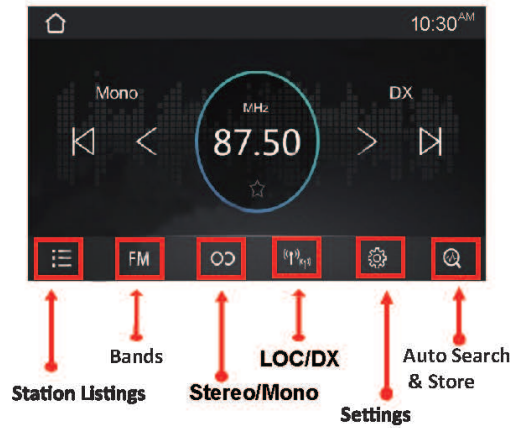 10:30AM
Mono
MHz
DX
87.50
FM
Bands
LOC/DX
Auto Search
& Store
Station Listings
Stereo/Mono
Settings